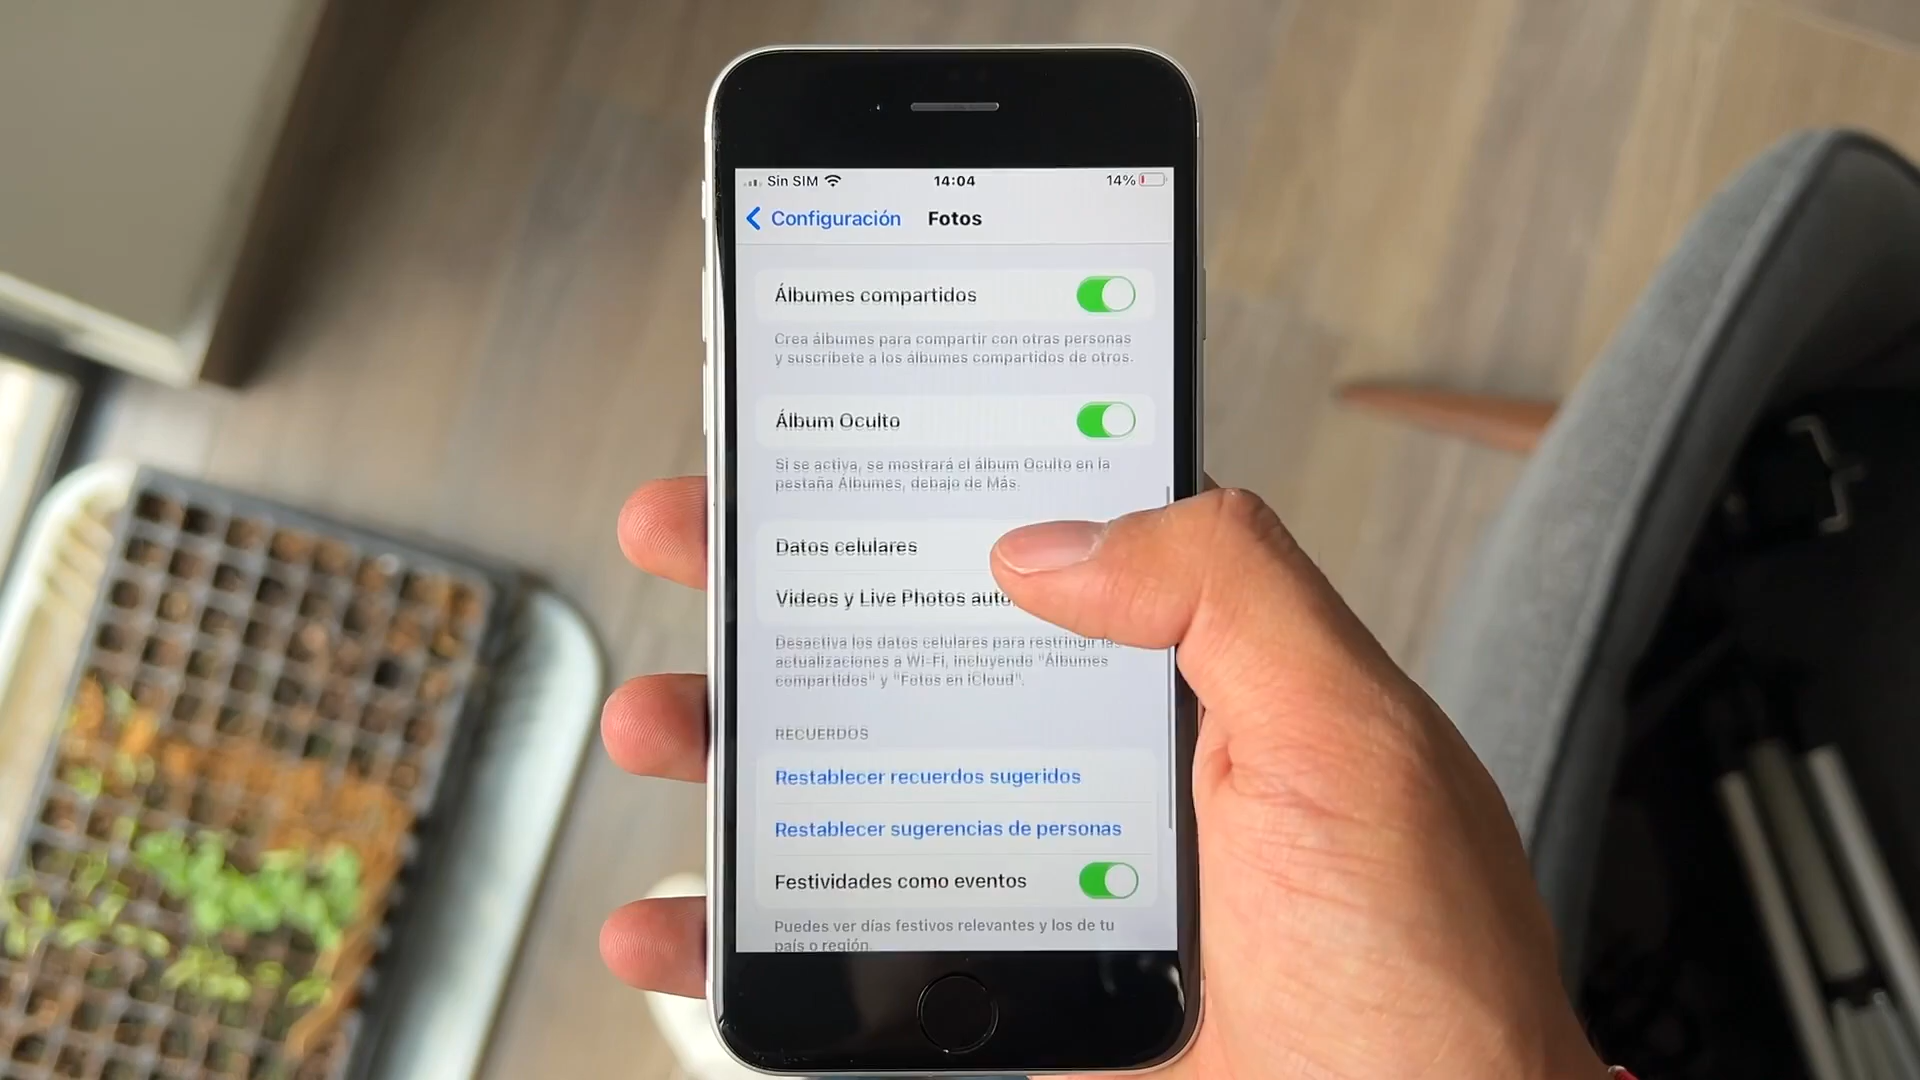 Sin SIM
14:04
14%
Configuración
Fotos
Álbumes compartidos
Crea álbumes para compartir con otras personas
y suscríbete a los álbumes compartidos de otros.
Álbum Oculto
Si se activa, se mostrará el álbum Oculto en la
pestaña Álbumes, debajo de Más.
Datos celulares
Videos y Live Photos
Desactiva los datos celulares para restringir
actualizaciones a Wi-Fi, incluyendo "Álbumes
compartidos" y "Fotos en iCloud".
RECUERDOS
Restablecer recuerdos sugeridos
Restablecer sugerencias de personas
Festividades como eventos
Puedes ver días festivos relevantes y los de tu
país o región.